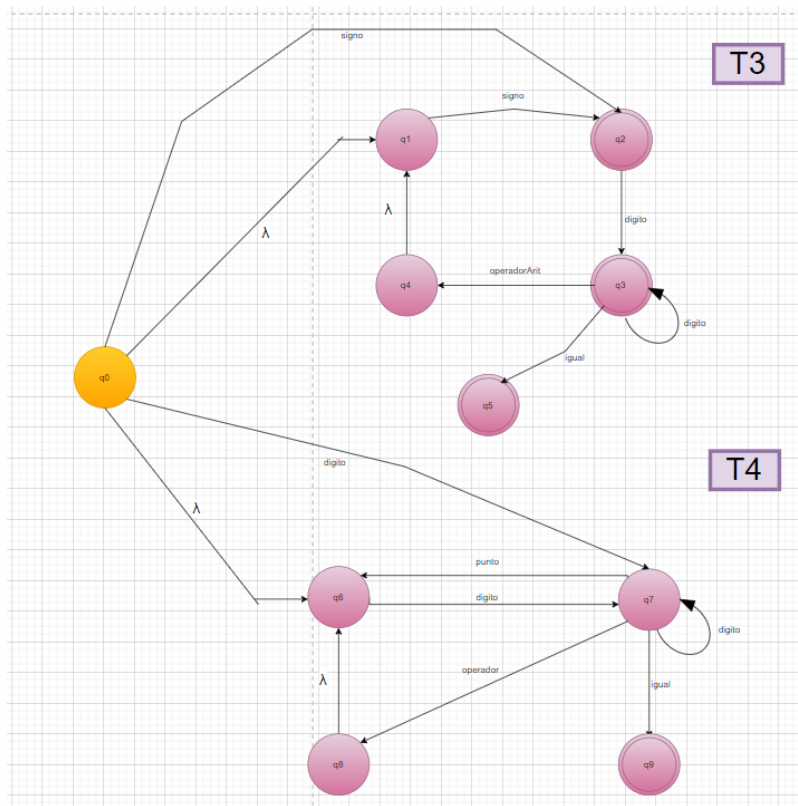 signo
T3
signo
q1
q2
λ
digito
λ
operadorArit
q4
q3
digito
igual
q0
q5
digito
T4
λ
punto
q6
digito
q7
digito
operador
λ
igual
q8
q9